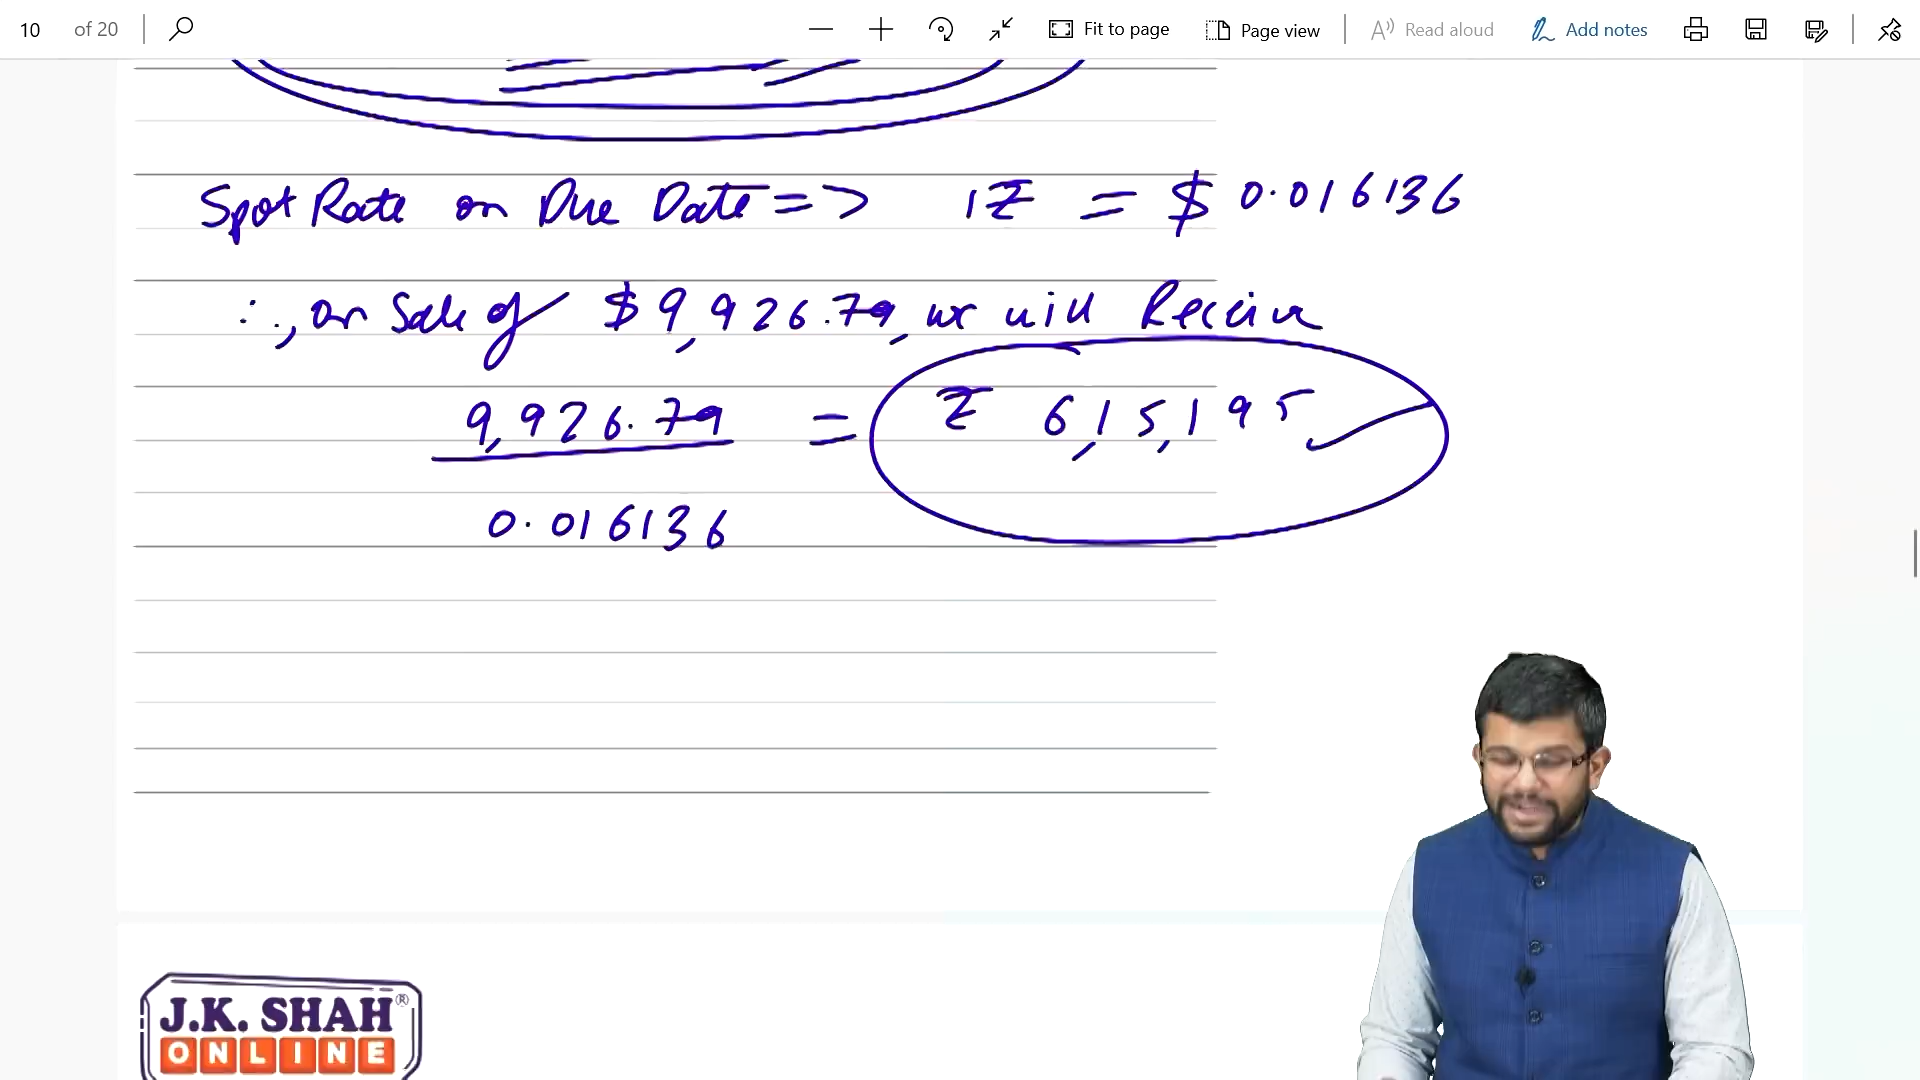 10 of 20 Fit to page Page view Read aloud Add notes
Spot Rate on Due Date => 1₹ = $ 0.016136
∴, on Sale of $9,926.79, we will Receive
9,926.79 = ₹ 6,15,195
0.016136
J.K. SHAH®
ONLINE